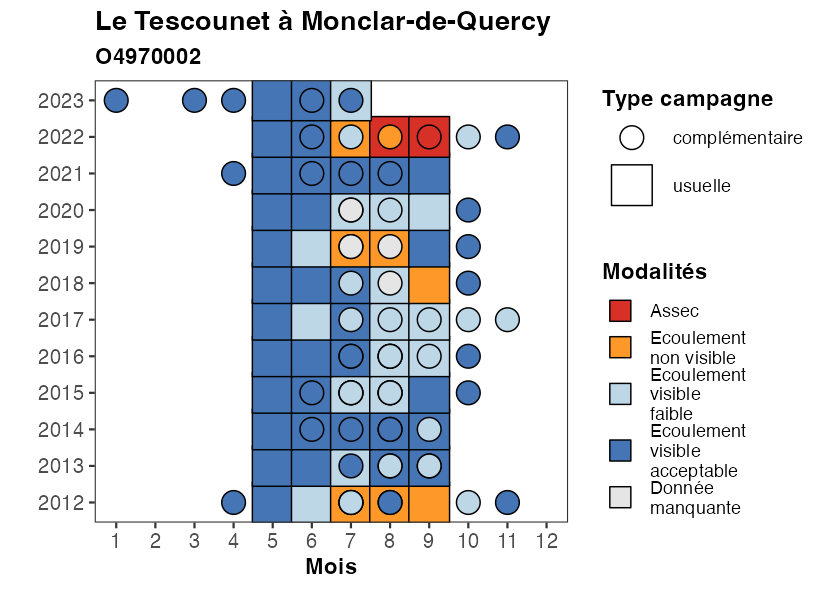 Le Tescounet à Monclar-de-Quercy
O4970002
2023
2022
2021
2020
2019
2018
2017
2016
2015
2014
2013
2012
1 2 3 4 5 6 7 8 9 10 11 12
Mois
Type campagne
complémentaire
usuelle
Modalités
Assec
Ecoulement
non visible
Ecoulement
visible
faible
Ecoulement
visible
acceptable
Donnée
manquante